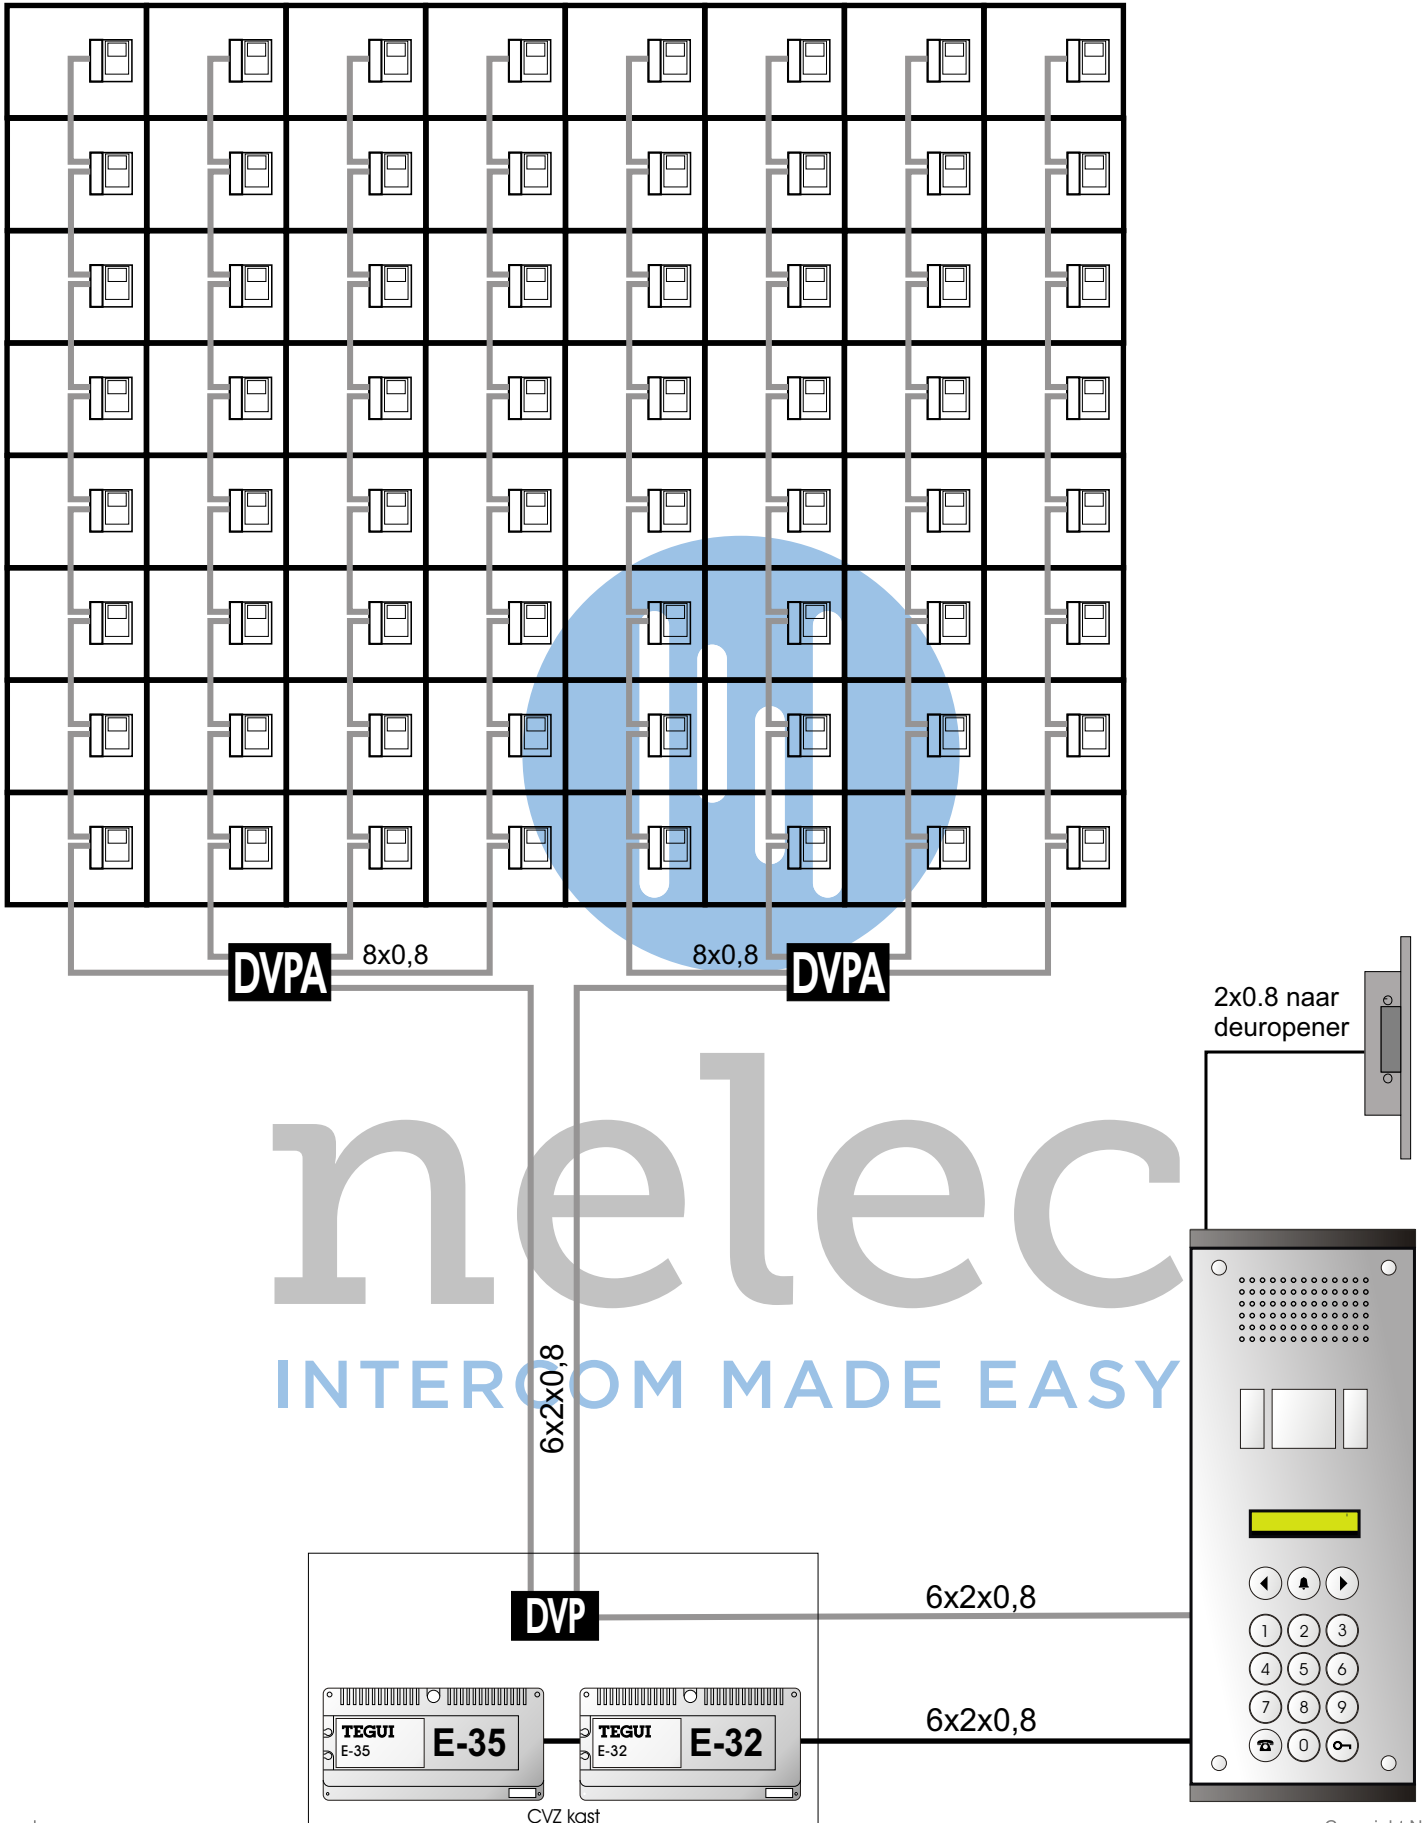 8x0,8
8x0,8
DVPA
DVPA
2x0.8 naar
deuropener
nelec
INTERCOM MADE EASY
6x2x0,8
DVP
6x2x0,8
1 2 3
4 5 6
7 8 9
0
6x2x0,8
TEGUI
E-35
E-35
TEGUI
E-32
E-32
CVZ kast